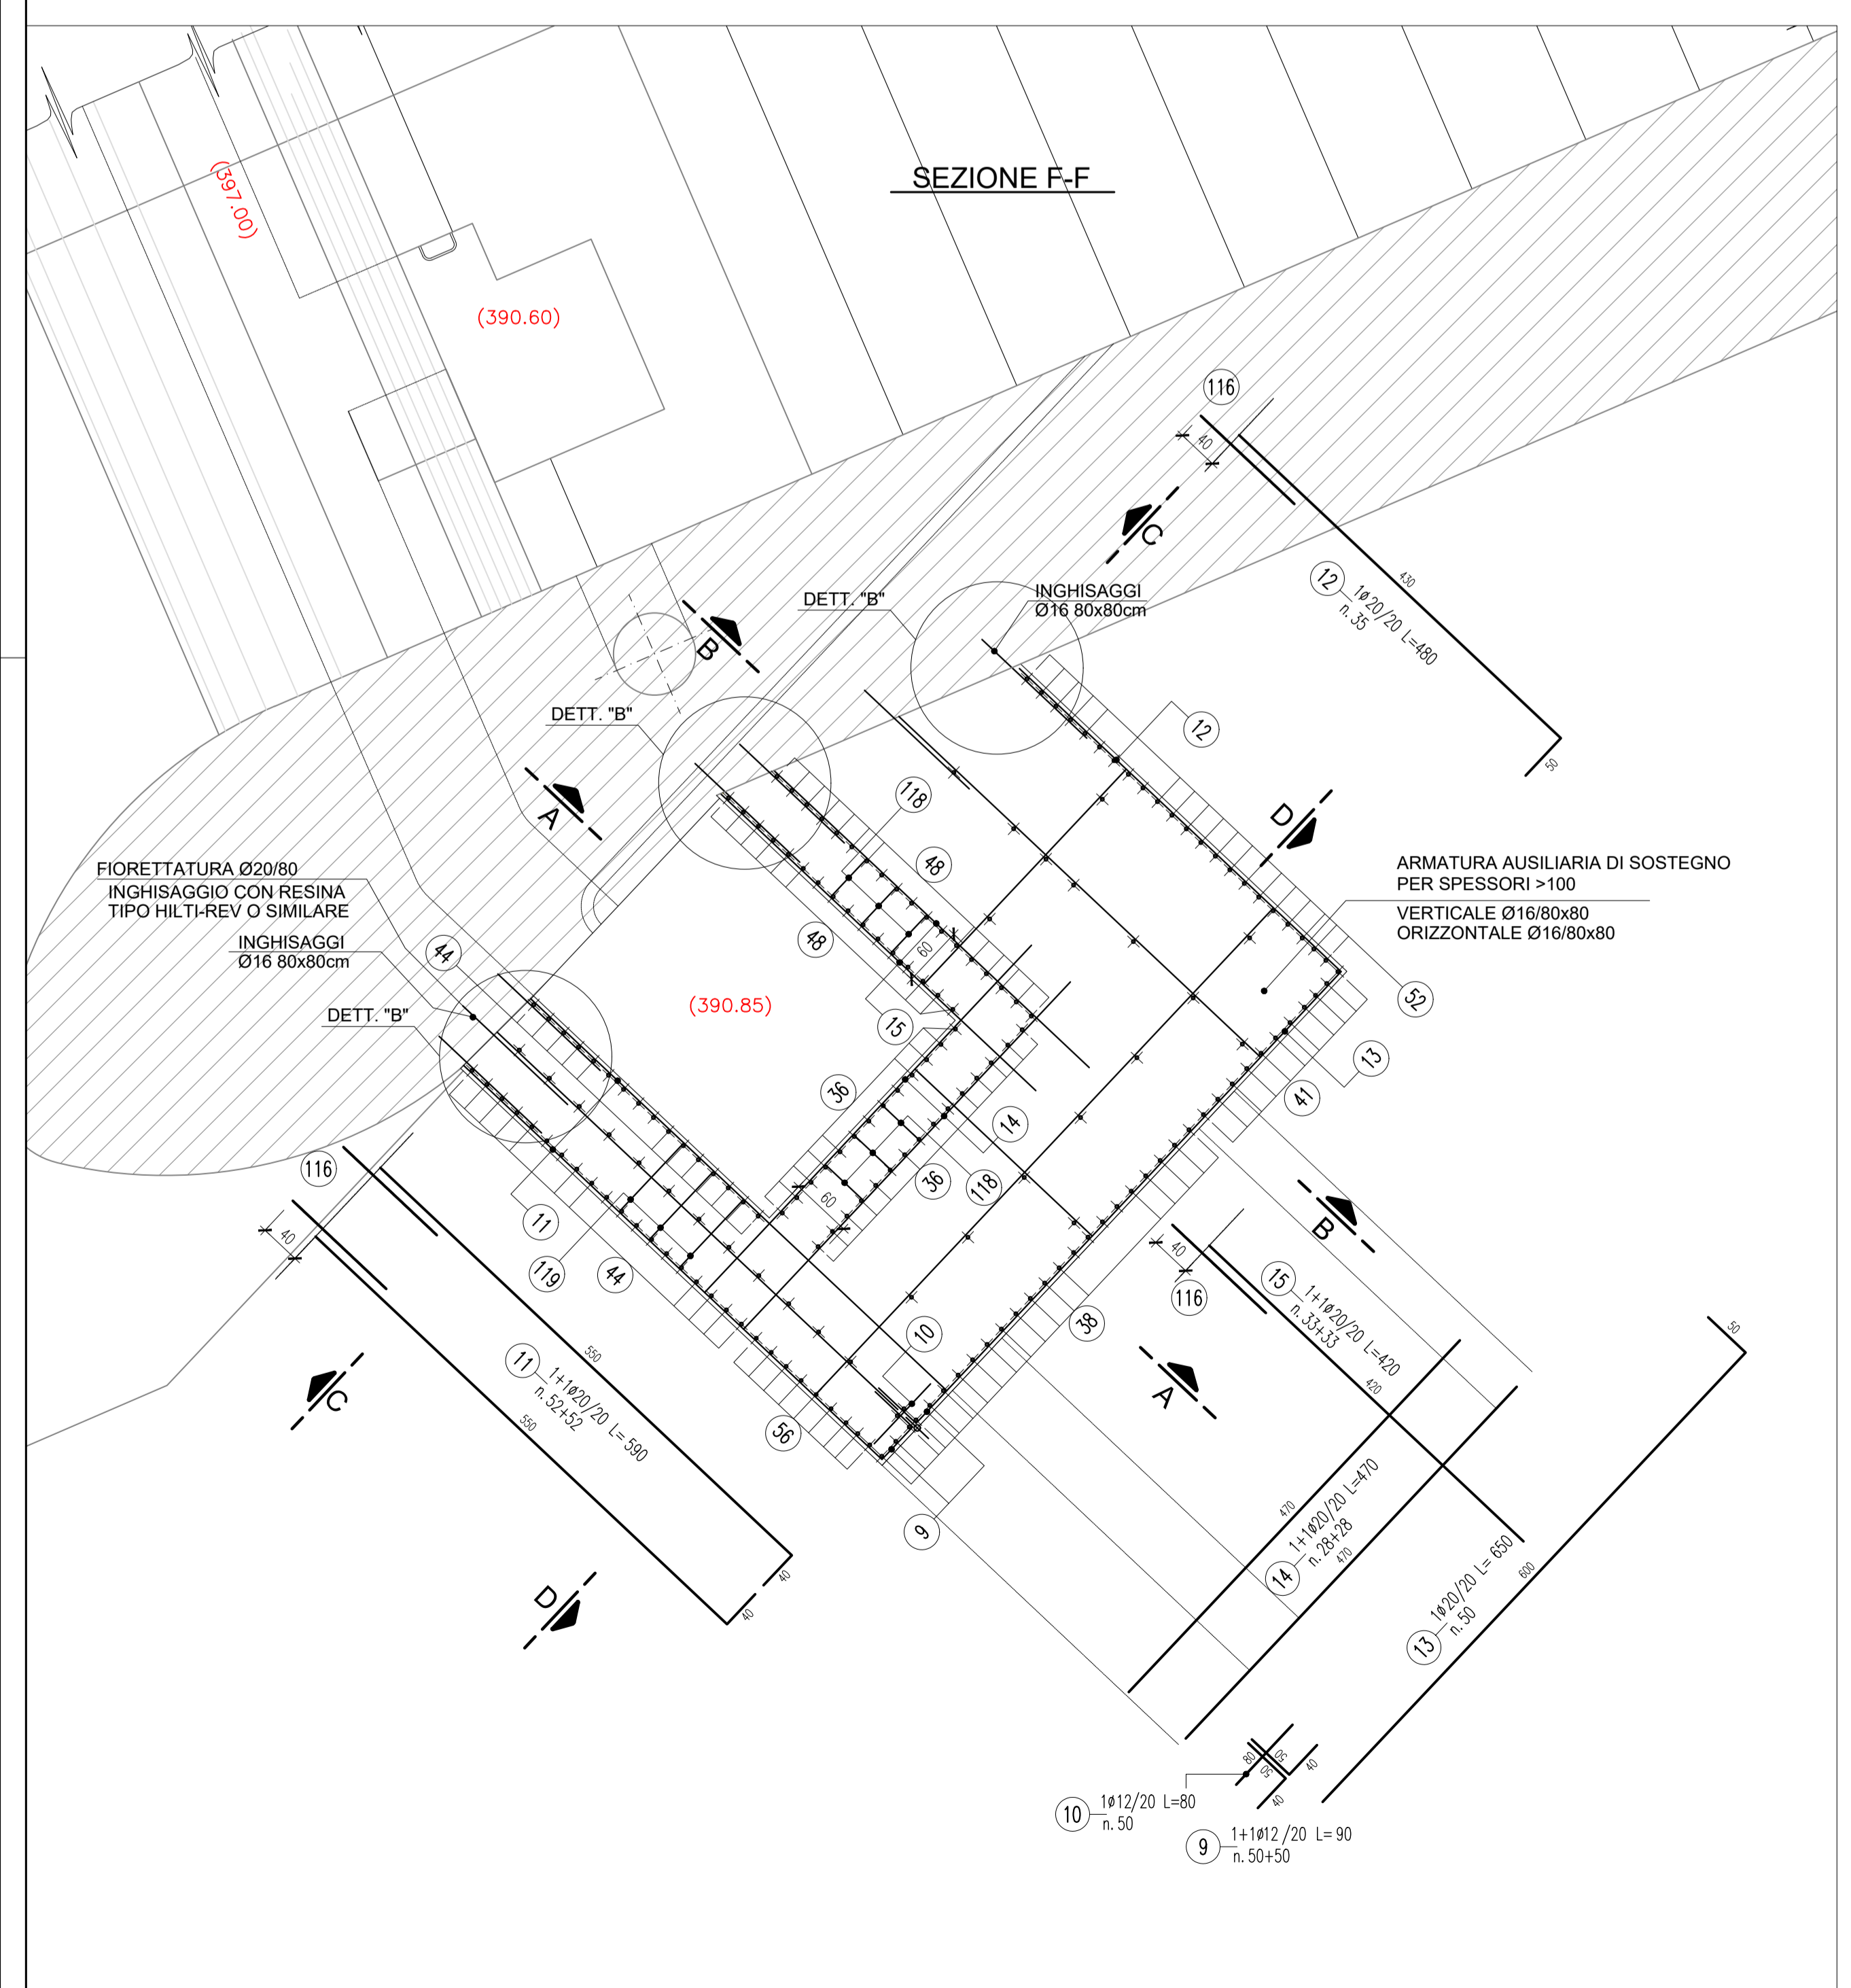 SEZIONE F-F
(397.00)
(390.60)
116
40
C
430
12
1ø20/20 L=480
n. 35
50
DETT. "B"
INGHISAGGI
Ø16 80x80cm
B
DETT. "B"
12
118
A
D
48
ARMATURA AUSILIARIA DI SOSTEGNO
PER SPESSORI >100
VERTICALE Ø16/80x80
ORIZZONTALE Ø16/80x80
FIORETTATURA Ø20/80
INGHISAGGIO CON RESINA
TIPO HILTI-REV O SIMILARE
INGHISAGGI
Ø16 80x80cm
44
48
60
52
(390.85)
DETT. "B"
15
13
36
41
14
116
36
118
60
11
40
119
44
B
40
15
1+1ø20/20 L=420
n. 33+33
116
10
38
50
C
550
11
1+1ø20/20 L= 590
n. 52+52
550
A
420
56
9
470
14
1+1ø20/20 L=470
n. 28+28
470
D
40
40
13
1ø20/20 L= 650
n. 50
600
80
50
50
40
40
10
1ø12/20 L=80
n. 50
9
1+1ø12 /20 L= 90
n. 50+50